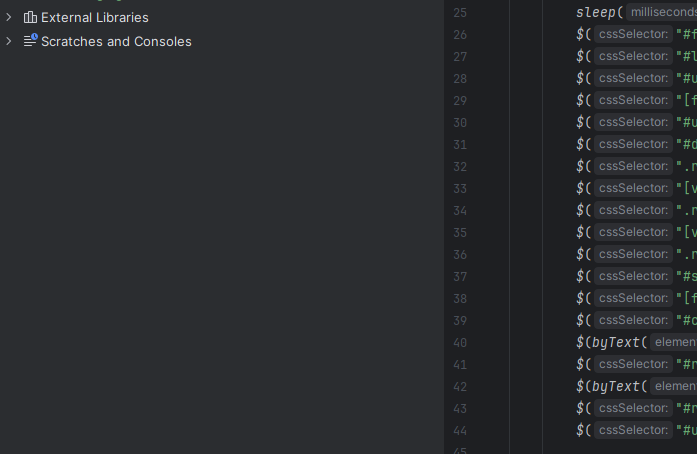 External Libraries
Scratches and Consoles
25 sleep( milliseconds
26 $( cssSelector: "#f
27 $( cssSelector: "#l
28 $( cssSelector: "#u
29 $( cssSelector: "[f
30 $( cssSelector: "#u
31 $( cssSelector: "#d
32 $( cssSelector: ".r
33 $( cssSelector: "[v
34 $( cssSelector: ".r
35 $( cssSelector: "[v
36 $( cssSelector: ".r
37 $( cssSelector: "#s
38 $( cssSelector: "[f
39 $( cssSelector: "#c
40 $(byText( elemen
41 $( cssSelector: "#r
42 $(byText( elemen
43 $( cssSelector: "#r
44 $( cssSelector: "#u
45